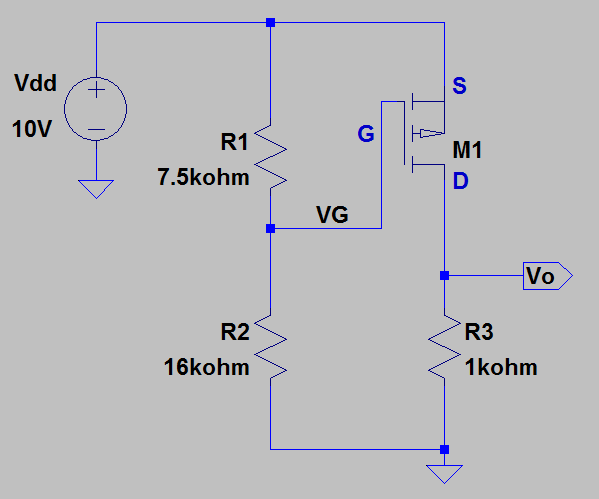 Vdd
10V
R1
7.5kohm
VG
G
S
M1
D
Vo
R2
16kohm
R3
1kohm